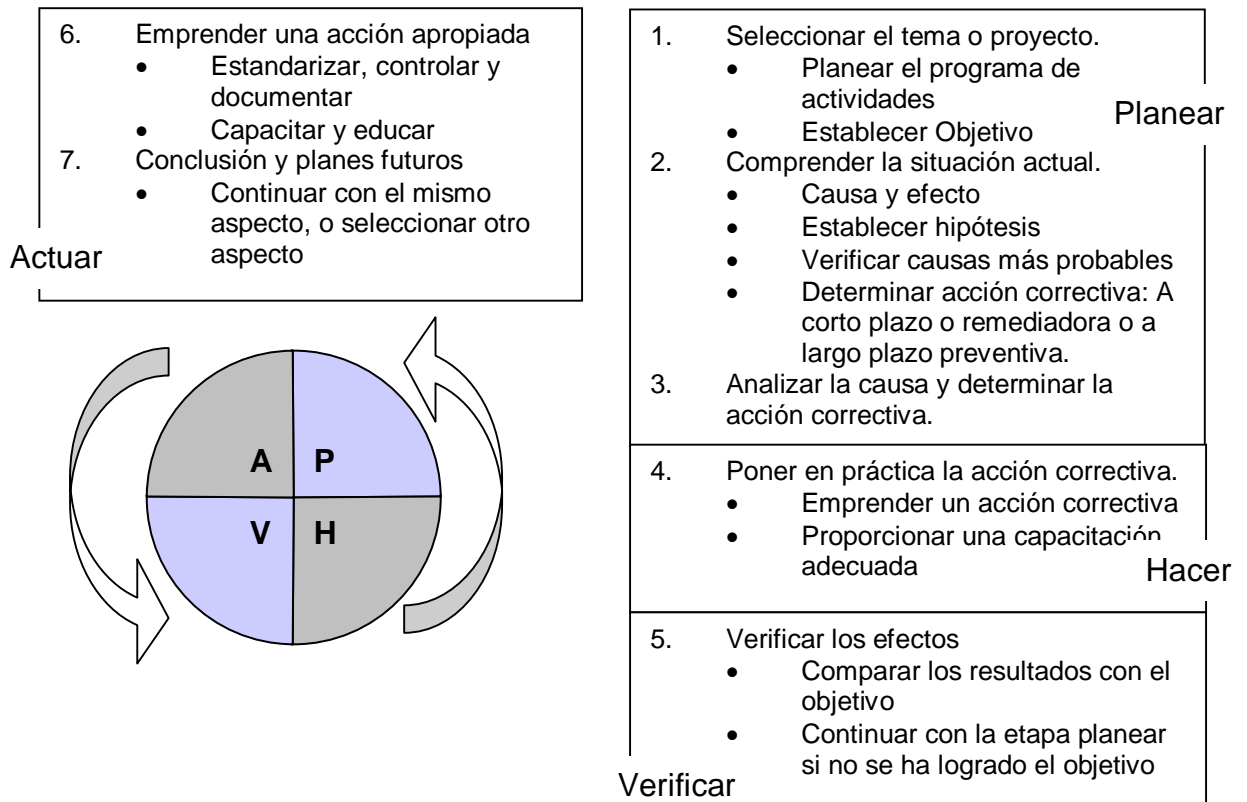 6. Emprender una acción apropiada
• Estandarizar, controlar y
documentar
• Capacitar y educar
7. Conclusión y planes futuros
• Continuar con el mismo
aspecto, o seleccionar otro
aspecto
Actuar
1. Seleccionar el tema o proyecto.
• Planear el programa de
actividades
• Establecer Objetivo
Planear
2. Comprender la situación actual.
• Causa y efecto
• Establecer hipótesis
• Verificar causas más probables
• Determinar acción correctiva: A
corto plazo o remediadora o a
largo plazo preventiva.
3. Analizar la causa y determinar la
acción correctiva.
A P
V H
4. Poner en práctica la acción correctiva.
• Emprender un acción correctiva
• Proporcionar una capacitación
adecuada
Hacer
5. Verificar los efectos
• Comparar los resultados con el
objetivo
• Continuar con la etapa planear
si no se ha logrado el objetivo
Verificar